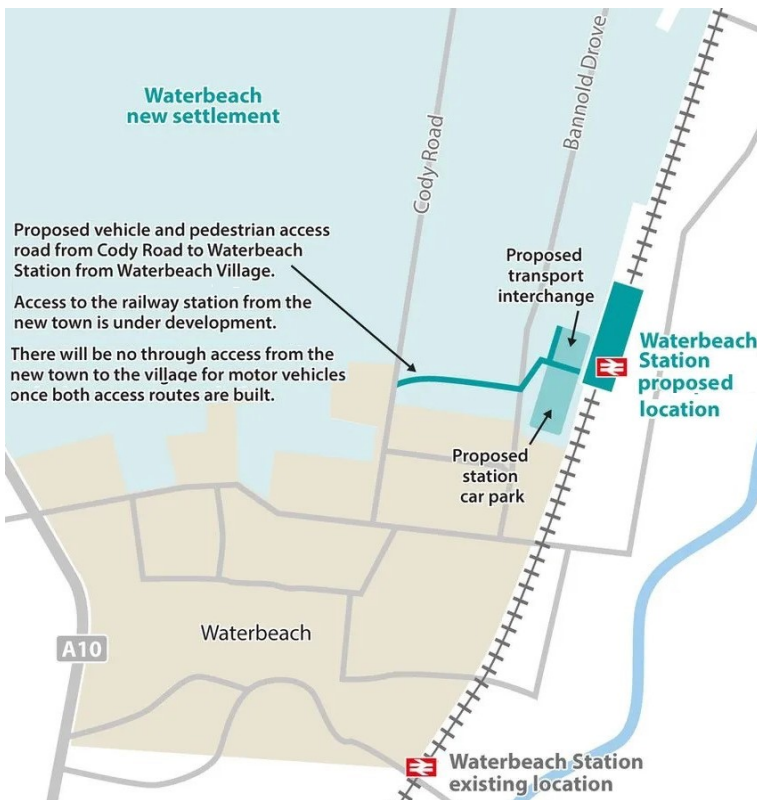 Waterbeach
new settlement
Cody Road
Bannold Drove
Proposed vehicle and pedestrian access
road from Cody Road to Waterbeach
Station from Waterbeach Village.
Access to the railway station from the
new town is under development.
There will be no through access from the
new town to the village for motor vehicles
once both access routes are built.
Proposed
transport
interchange
Waterbeach
Station
proposed
location
Proposed
station
car park
Waterbeach
A10
Waterbeach Station
existing location